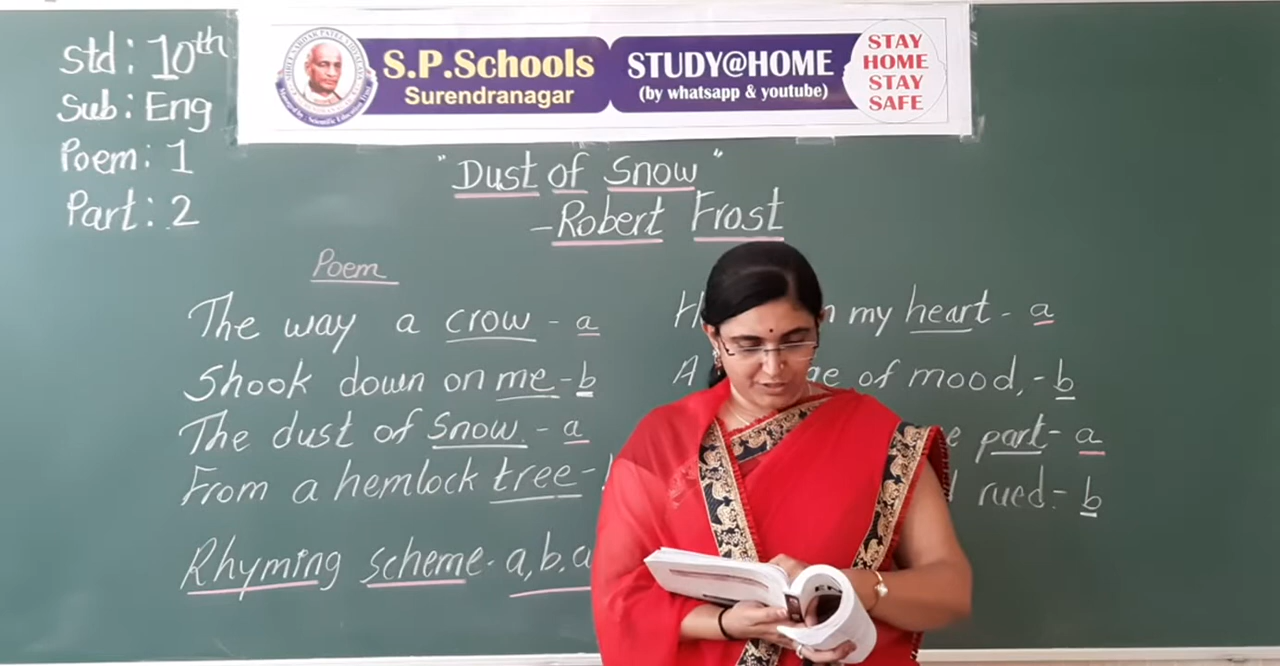 std: 10th
Sub: Eng
Poem: 1
Part: 2
S.P.Schools
Surendranagar
STUDY@HOME
(by whatsapp & youtube)
STAY
HOME
STAY
SAFE
"Dust of Snow"
- Robert Frost
Poem
The way a crow - a
Shook down on me - b
The dust of Snow. - a
From a hemlock tree -
my heart - a
A of mood, - b
part - a
rued. - b
Rhyming scheme - a, b, a